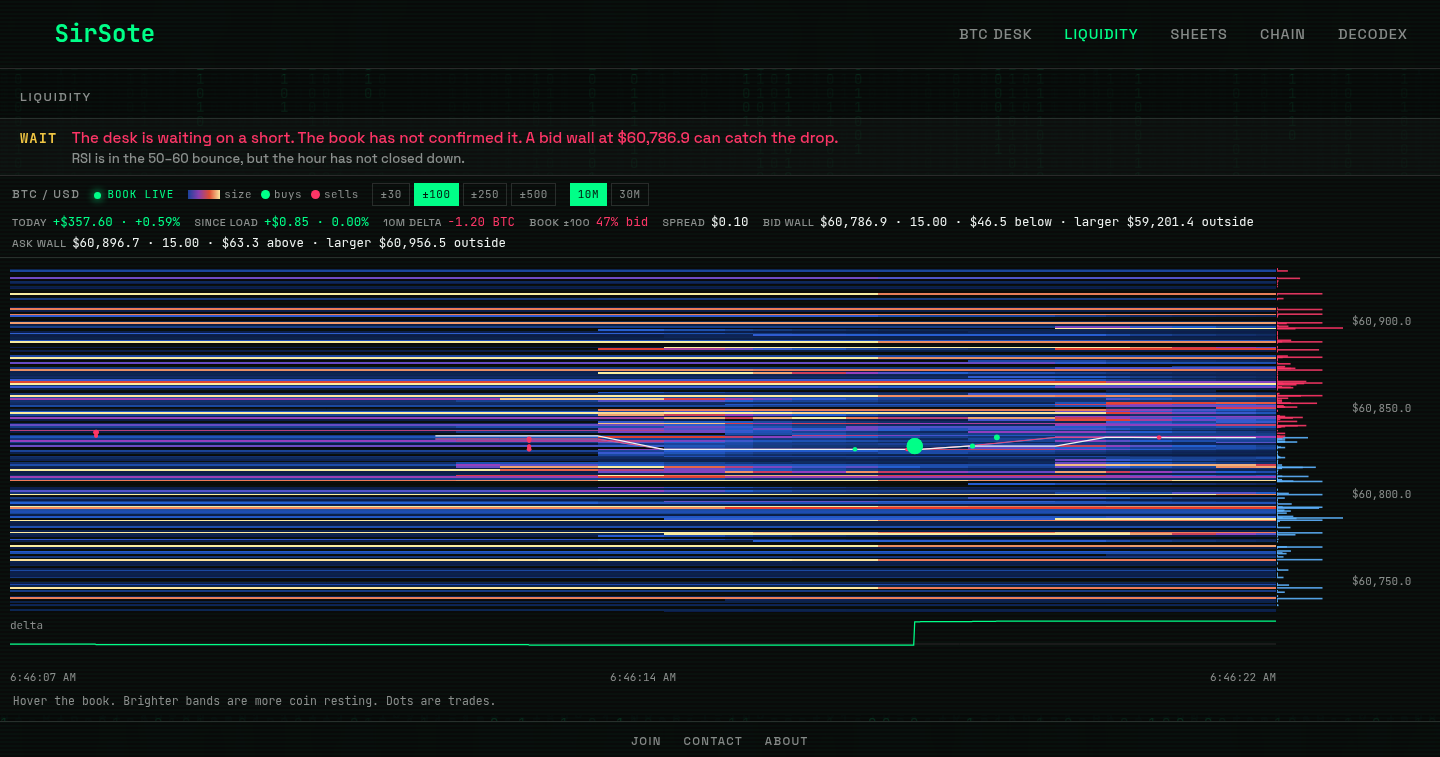 SirSote
BTC DESK LIQUIDITY SHEETS CHAIN DECODEX
LIQUIDITY
WAIT The desk is waiting on a short. The book has not confirmed it. A bid wall at $60,786.9 can catch the drop.
RSI is in the 50–60 bounce, but the hour has not closed down.
BTC / USD BOOK LIVE size buys sells ±30 ±100 ±250 ±500 10M 30M
TODAY +$357.60 · +0.59% SINCE LOAD +$0.85 · 0.00% 10M DELTA -1.20 BTC BOOK ±100 47% bid SPREAD $0.10 BID WALL $60,786.9 · 15.00 · $46.5 below · larger $59,201.4 outside
ASK WALL $60,896.7 · 15.00 · $63.3 above · larger $60,956.5 outside
$60,900.0
$60,850.0
$60,800.0
$60,750.0
delta
6:46:07 AM 6:46:14 AM 6:46:22 AM
Hover the book. Brighter bands are more coin resting. Dots are trades.
JOIN CONTACT ABOUT